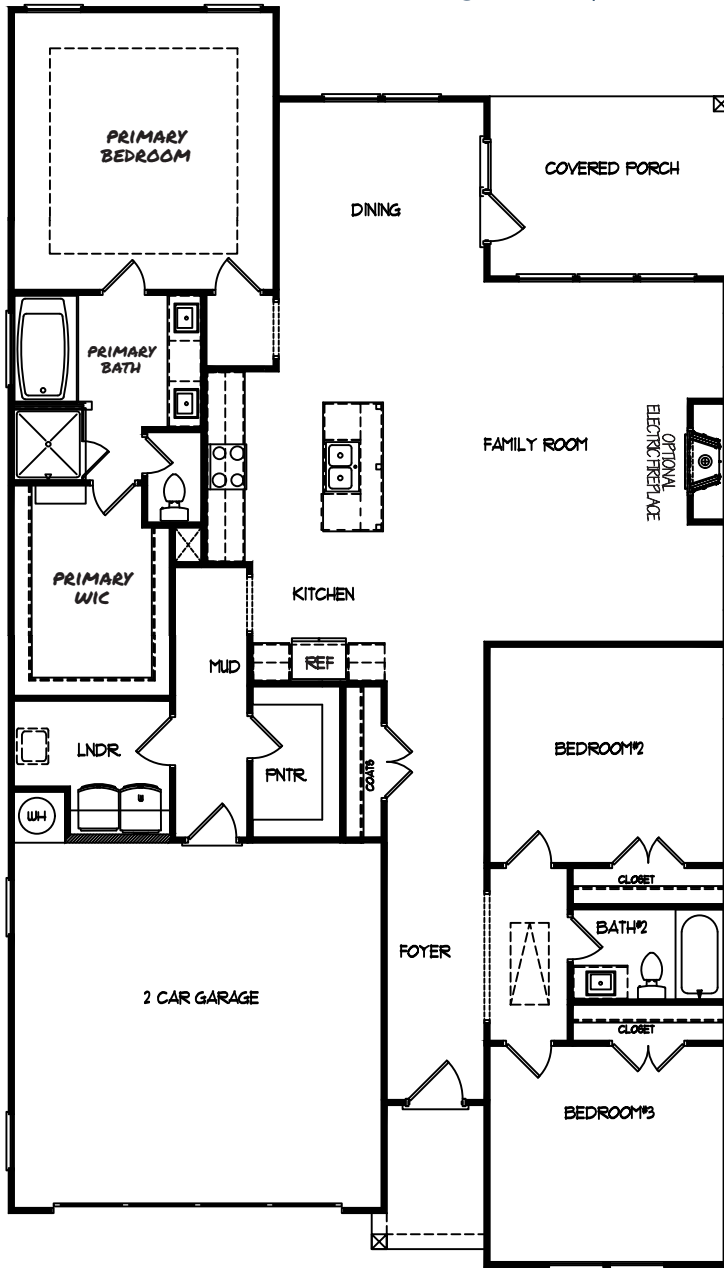 PRIMARY
BEDROOM
COVERED PORCH
DINING
PRIMARY
BATH
FAMILY ROOM
OPTIONAL
ELECTRIC FIREPLACE
PRIMARY
WIC
KITCHEN
MUD
REF
LNDR.
PNTR.
COATS
BEDROOM#2
WH
CLOSET
BATH#2
FOYER
2 CAR GARAGE
CLOSET
BEDROOM#3